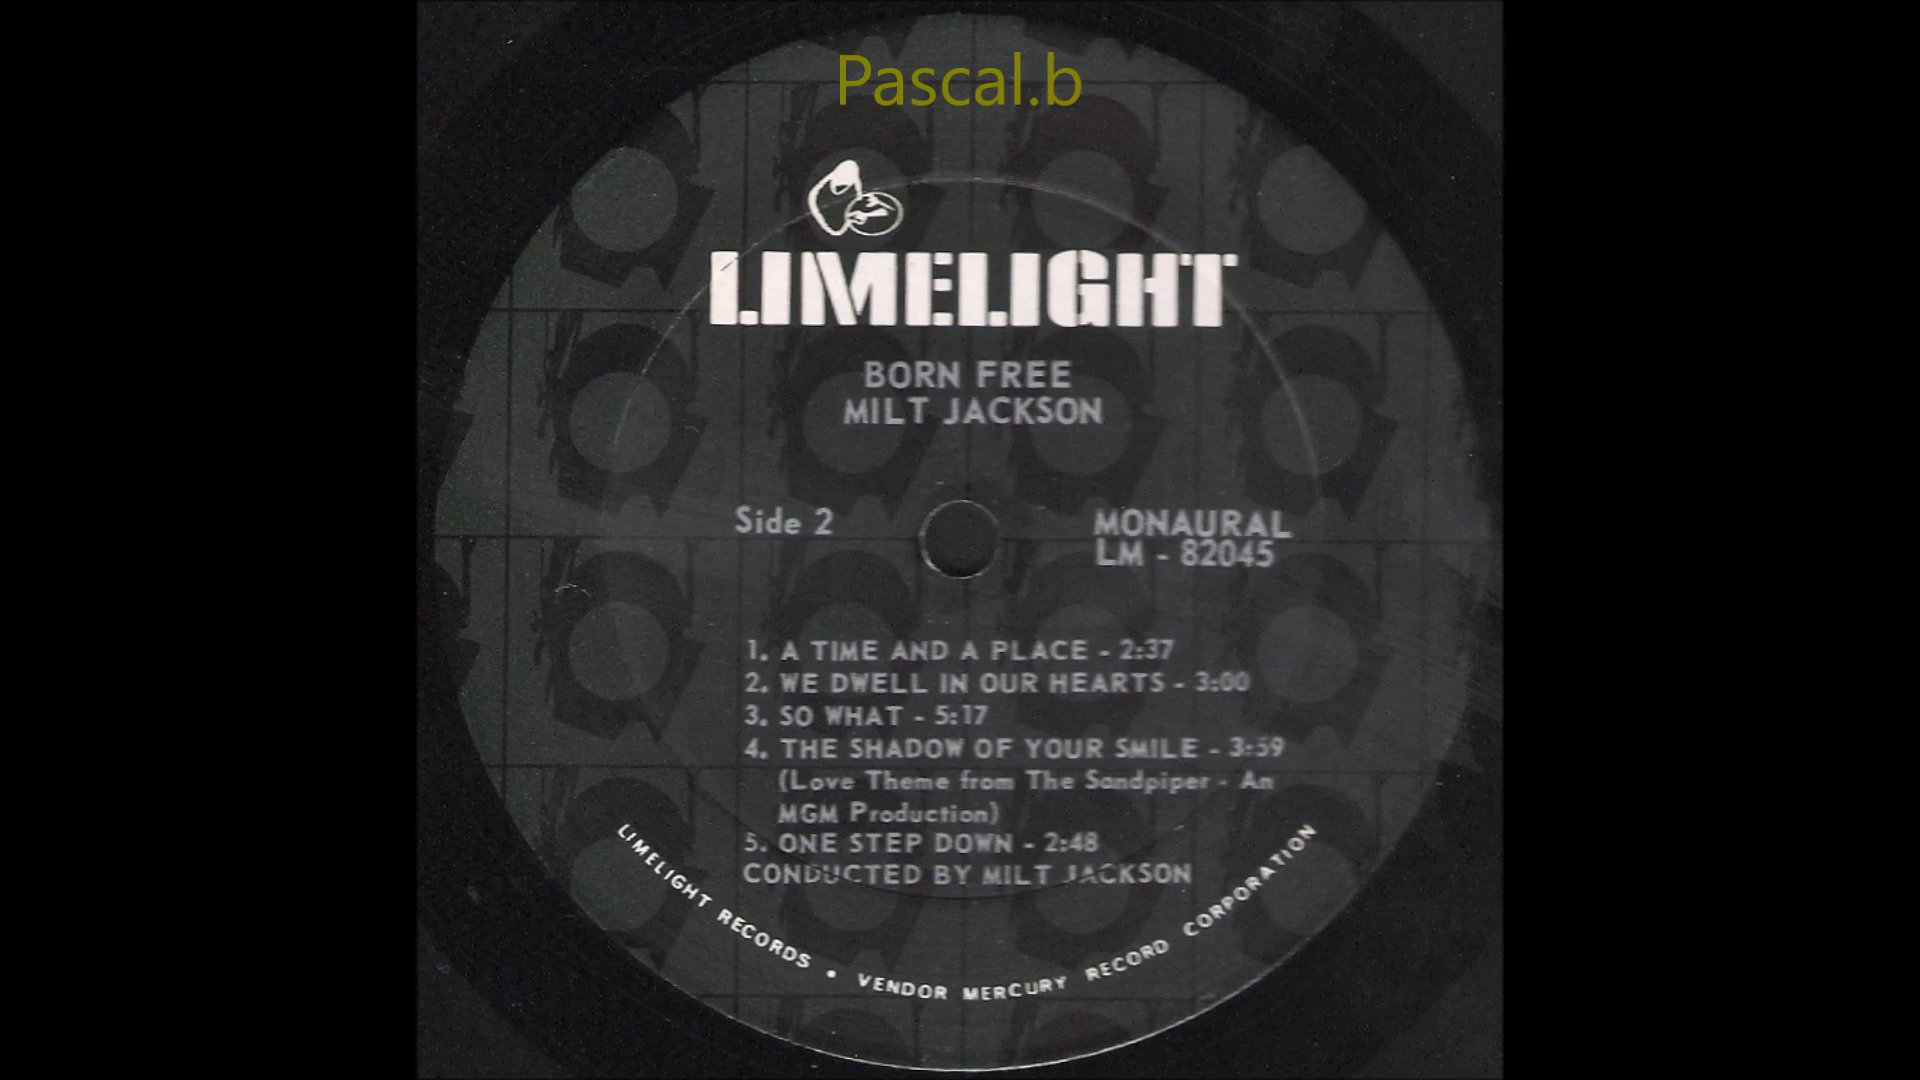 Pascal.b
LIMELIGHT
BORN FREE
MILT JACKSON
Side 2
MONAURAL
LM - 82045
1. A TIME AND A PLACE - 2:37
2. WE DWELL IN OUR HEARTS - 3:00
3. SO WHAT - 5:17
4. THE SHADOW OF YOUR SMILE - 3:59
(Love Theme from The Sandpiper - An
MGM Production)
5. ONE STEP DOWN - 2:48
CONDUCTED BY MILT JACKSON
LIMELIGHT RECORDS • VENDOR MERCURY RECORD CORPORATION